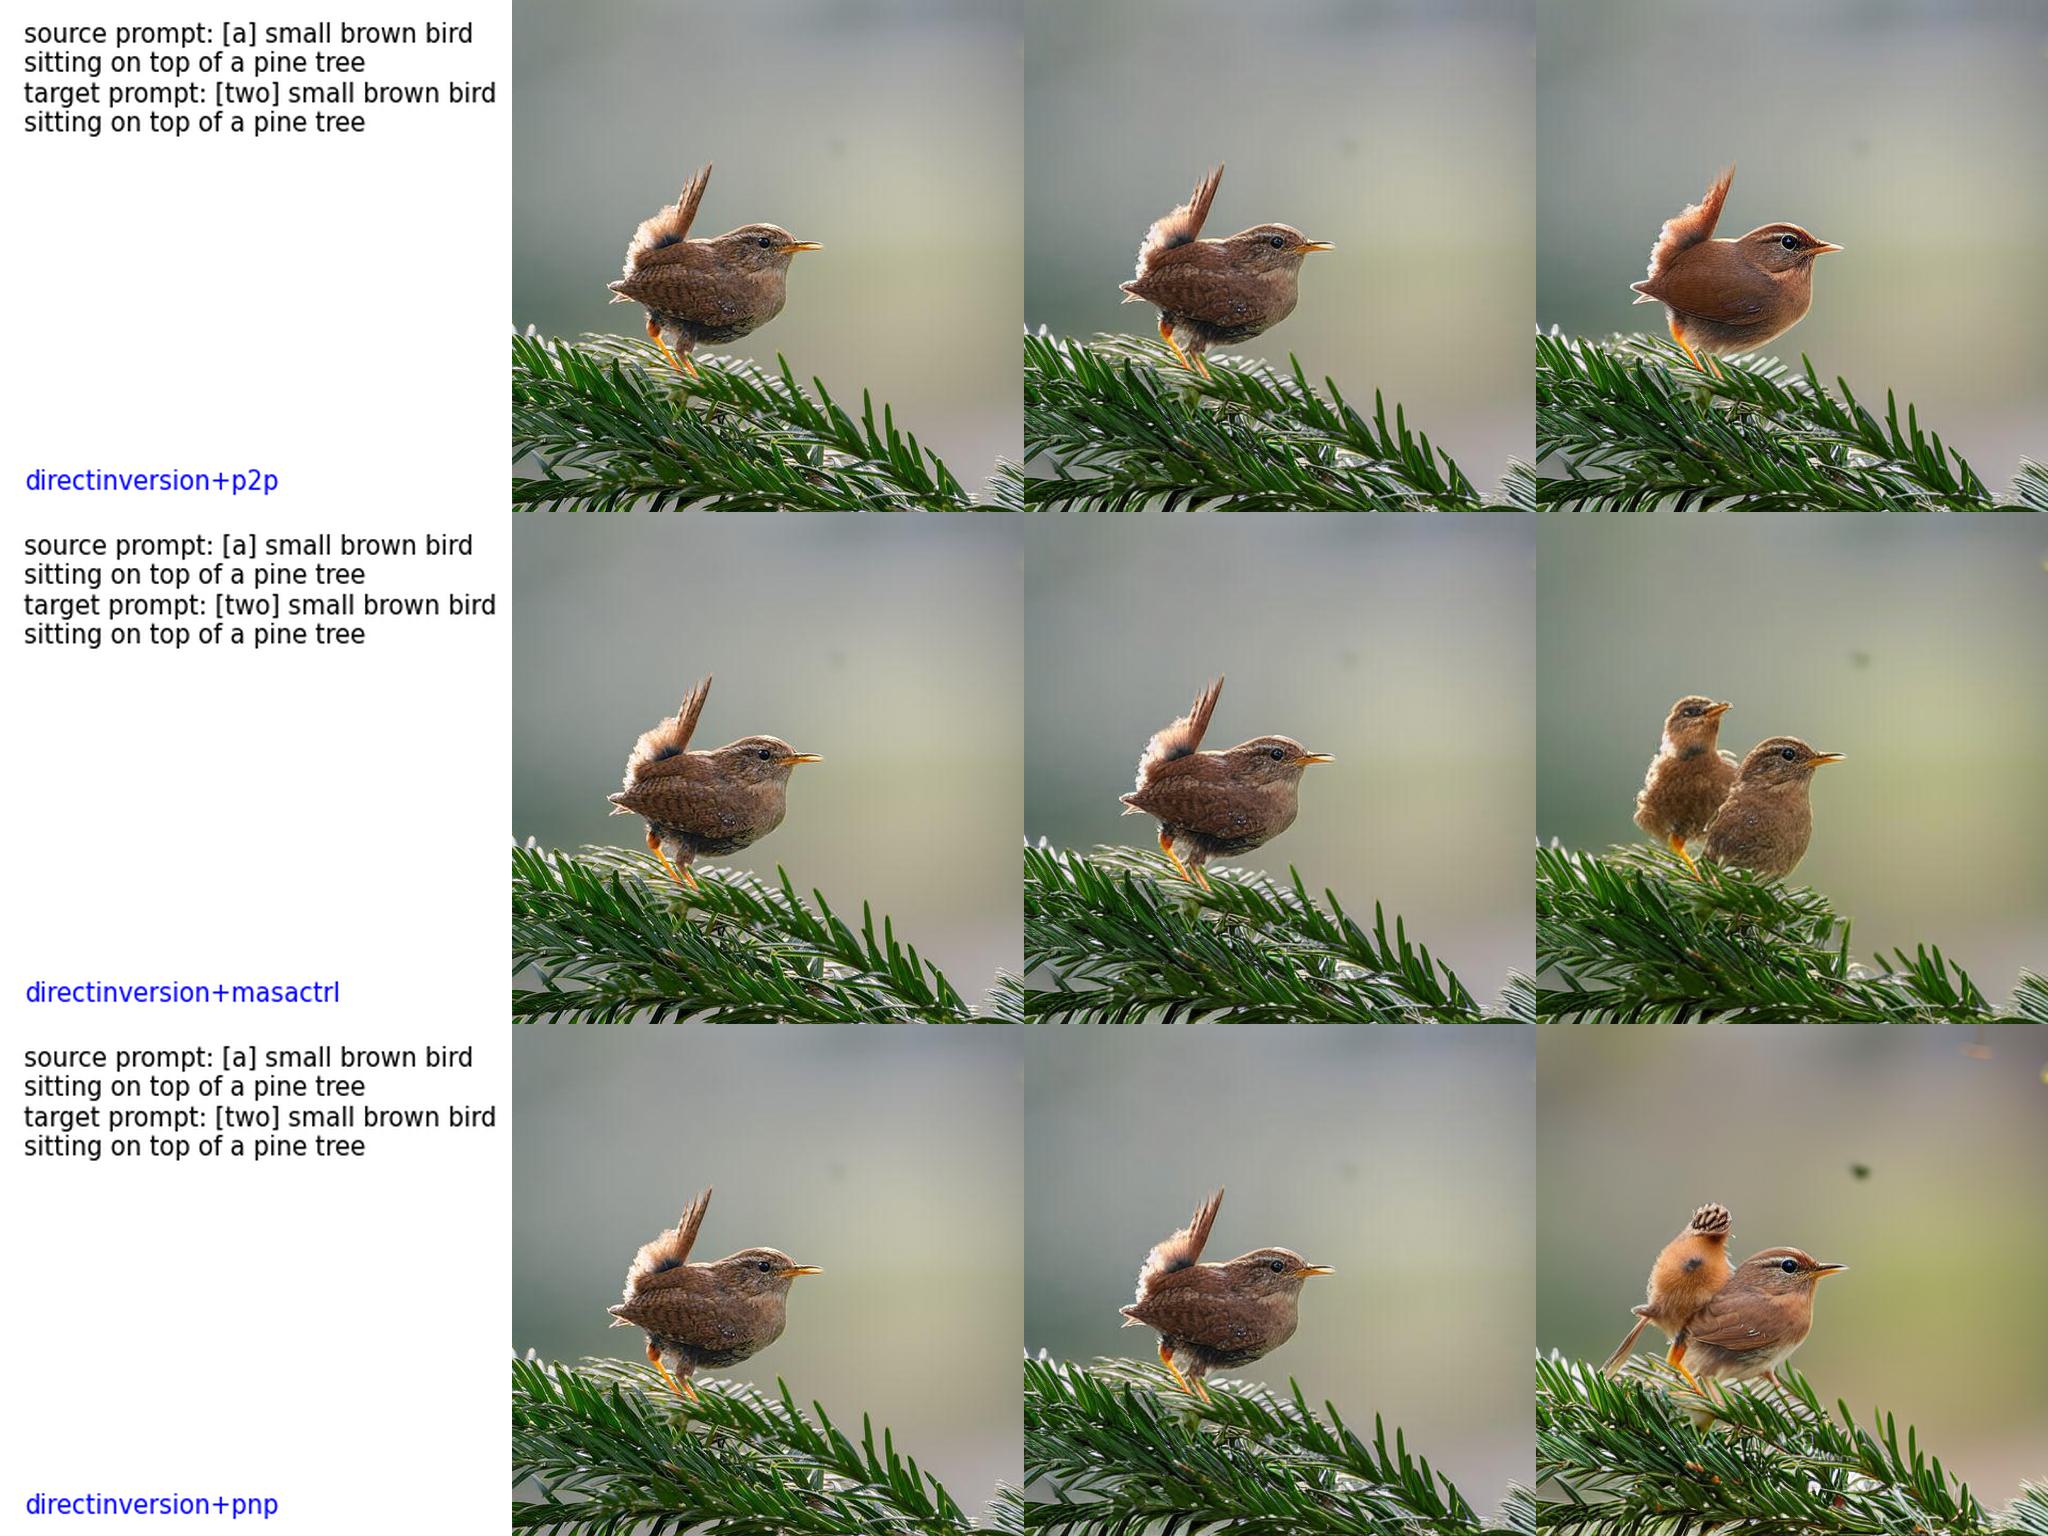 source prompt: [a] small brown bird
sitting on top of a pine tree
target prompt: [two] small brown bird
sitting on top of a pine tree
directinversion+p2p
source prompt: [a] small brown bird
sitting on top of a pine tree
target prompt: [two] small brown bird
sitting on top of a pine tree
directinversion+masactrl
source prompt: [a] small brown bird
sitting on top of a pine tree
target prompt: [two] small brown bird
sitting on top of a pine tree
directinversion+pnp